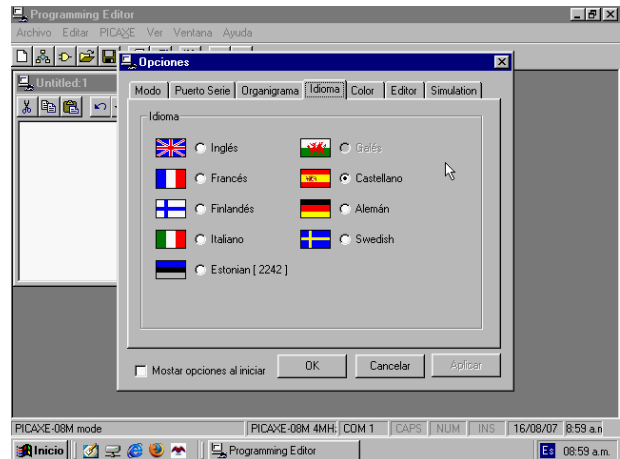 Programming Editor
Archivo Editar PICAXE Ver Ventana Ayuda
Opciones
Untitled:1
Modo Puerto Serie Organigrama Idioma Color Editor Simulation
Idioma
Inglés Galés
Francés Castellano
Finlandés Alemán
Italiano Swedish
Estonian [ 2242 ]
Mostar opciones al iniciar OK Cancelar Aplicar
PICAXE-08M mode PICAXE-08M 4MH: COM 1 CAPS NUM INS 16/08/07 8:59 a.n
Inicio Programming Editor Es 08:59 a.m.